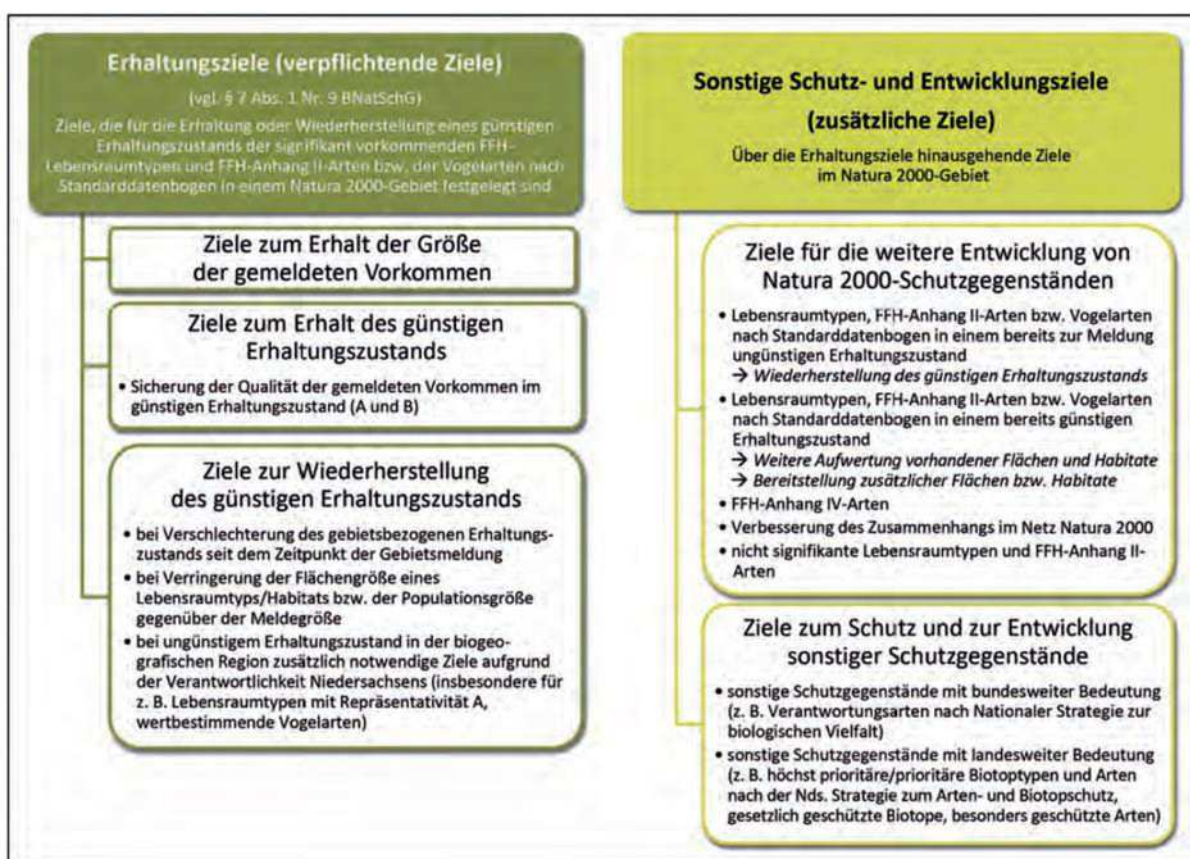 Erhaltungsziele (verpflichtende Ziele)
(vgl. § 7 Abs. 1 Nr. 9 BNatSchG)
Ziele, die für die Erhaltung oder Wiederherstellung eines günstigen
Erhaltungszustands der signifikant vorkommenden FFH-
Lebensraumtypen und FFH-Anhang II-Arten bzw. der Vogelarten nach
Standarddatenbogen in einem Natura 2000-Gebiet festgelegt sind
Ziele zum Erhalt der Größe
der gemeldeten Vorkommen
Ziele zum Erhalt des günstigen
Erhaltungszustands
• Sicherung der Qualität der gemeldeten Vorkommen im
günstigen Erhaltungszustand (A und B)
Ziele zur Wiederherstellung
des günstigen Erhaltungszustands
• bei Verschlechterung des gebietsbezogenen Erhaltungs-
zustands seit dem Zeitpunkt der Gebietsmeldung
• bei Verringerung der Flächengröße eines
Lebensraumtyps/Habitats bzw. der Populationsgröße
gegenüber der Meldegröße
• bei ungünstigem Erhaltungszustand in der biogeo-
grafischen Region zusätzlich notwendige Ziele aufgrund
der Verantwortlichkeit Niedersachsens (insbesondere für
z. B. Lebensraumtypen mit Repräsentativität A,
wertbestimmende Vogelarten)
Sonstige Schutz- und Entwicklungsziele
(zusätzliche Ziele)
Über die Erhaltungsziele hinausgehende Ziele
im Natura 2000-Gebiet
Ziele für die weitere Entwicklung von
Natura 2000-Schutzgegenständen
• Lebensraumtypen, FFH-Anhang II-Arten bzw. Vogelarten
nach Standarddatenbogen in einem bereits zur Meldung
ungünstigen Erhaltungszustand
→ Wiederherstellung des günstigen Erhaltungszustands
• Lebensraumtypen, FFH-Anhang II-Arten bzw. Vogelarten
nach Standarddatenbogen in einem bereits günstigen
Erhaltungszustand
→ Weitere Aufwertung vorhandener Flächen und Habitate
→ Bereitstellung zusätzlicher Flächen bzw. Habitate
• FFH-Anhang IV-Arten
• Verbesserung des Zusammenhangs im Netz Natura 2000
• nicht signifikante Lebensraumtypen und FFH-Anhang II-
Arten
Ziele zum Schutz und zur Entwicklung
sonstiger Schutzgegenstände
• sonstige Schutzgegenstände mit bundesweiter Bedeutung
(z. B. Verantwortungsarten nach Nationaler Strategie zur
biologischen Vielfalt)
• sonstige Schutzgegenstände mit landesweiter Bedeutung
(z. B. höchst prioritäre/prioritäre Biotoptypen und Arten
nach der Nds. Strategie zum Arten- und Biotopschutz,
gesetzlich geschützte Biotope, besonders geschützte Arten)